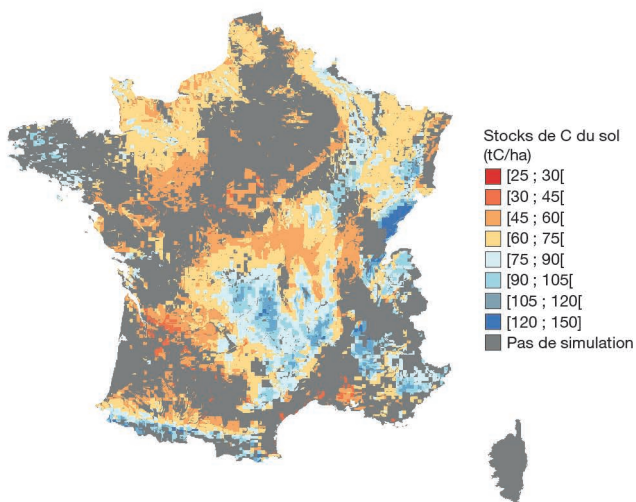 Stocks de C du sol
(tC/ha)
[25 ; 30[
[30 ; 45[
[45 ; 60[
[60 ; 75[
[75 ; 90[
[90 ; 105[
[105 ; 120[
[120 ; 150]
Pas de simulation